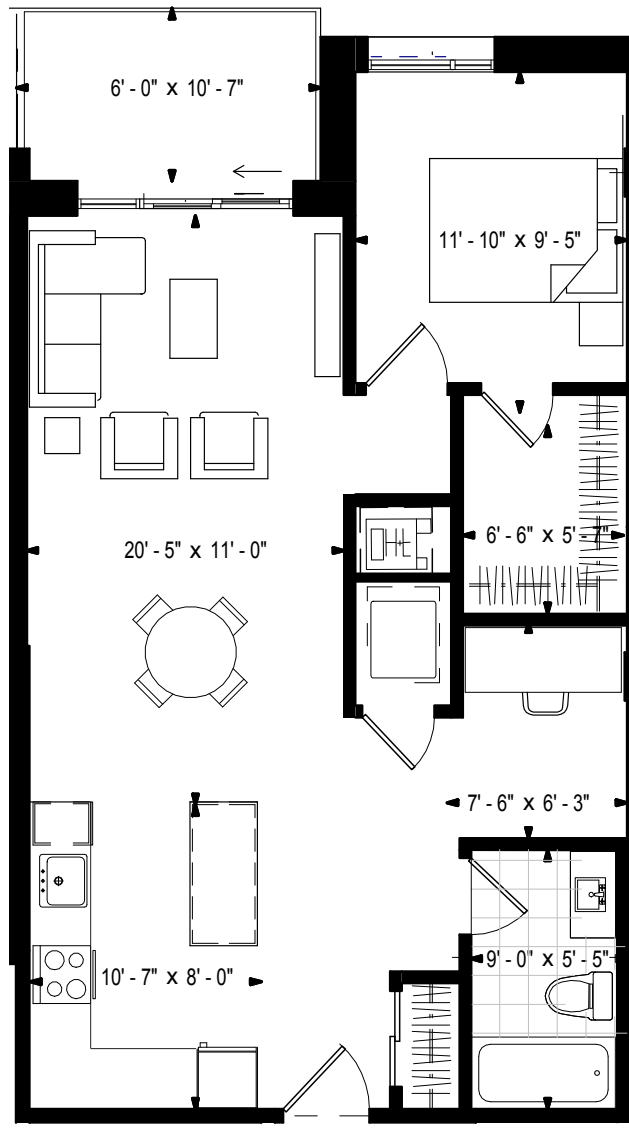 6' - 0" x 10' - 7"
11' - 10" x 9' - 5"
6' - 6" x 5' - 7"
20' - 5" x 11' - 0"
7' - 6" x 6' - 3"
9' - 0" x 5' - 5"
10' - 7" x 8' - 0"